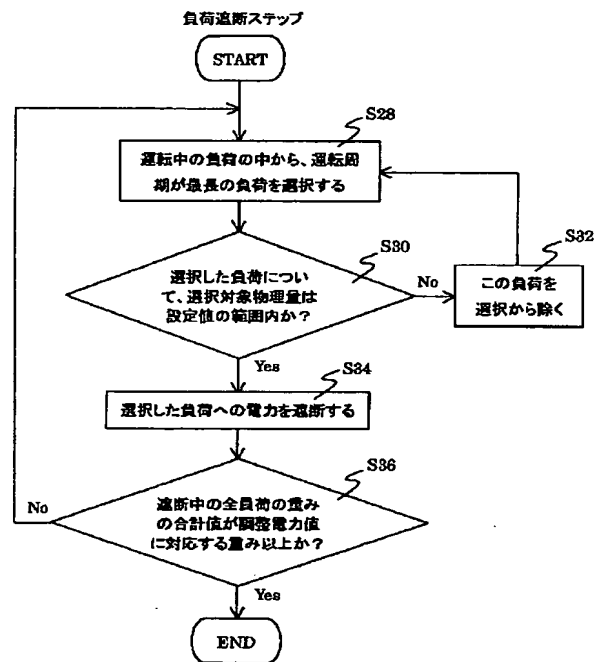 負荷遮断ステップ
START
S28
運転中の負荷の中から、運転周
期が最長の負荷を選択する
S30
選択した負荷につい
て、選択対象物理量は
設定値の範囲内か？
No
S32
この負荷を
選択から除く
Yes
S34
選択した負荷への電力を遮断する
S36
遮断中の全負荷の重み
の合計値が調整電力値
に対応する重み以上か？
No
Yes
END